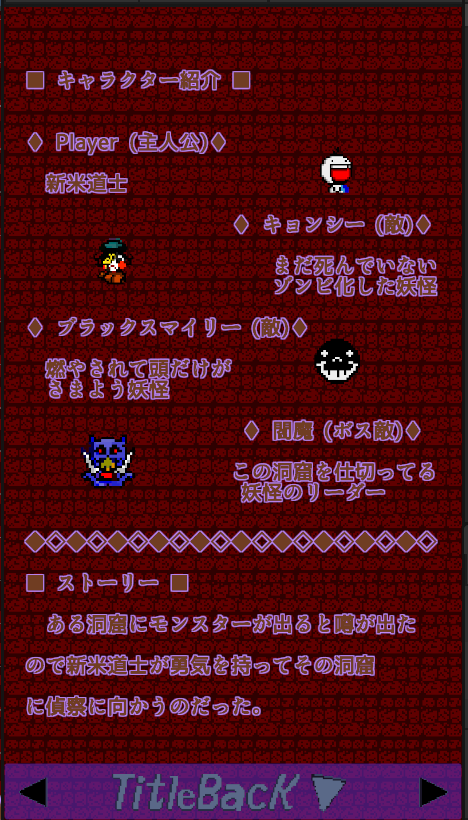 ■ キャラクター紹介 ■
◆ Player (主人公)◆
新米道士
◆ キョンシー (敵)◆
まだ死んでいない
ゾンビ化した妖怪
◆ ブラックスマイリー (敵)◆
燃やされて頭だけが
さまよう妖怪
◆ 閻魔 (ボス敵)◆
この洞窟を仕切ってる
妖怪のリーダー
◆◇◆◇◆◇◆◇◆◇◆◇◆◇◆◇◆◇◆◇
■ ストーリー ■
ある洞窟にモンスターが出ると噂が出た
ので新米道士が勇気を持ってその洞窟
に偵察に向かうのだった。
◀ TitleBacK ▼ ▶